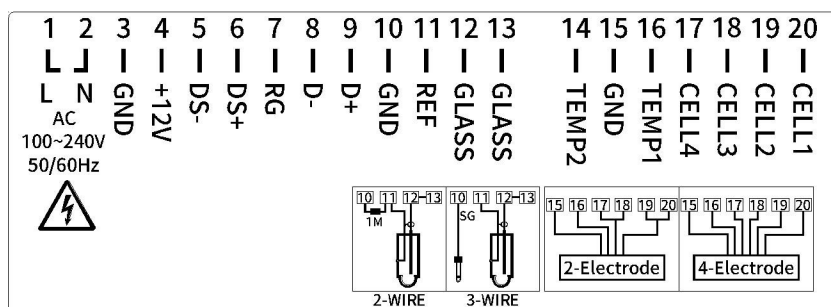 1 2 3 4 5 6 7 8 9 10 11 12 13 14 15 16 17 18 19 20
L N GND +12V DS- DS+ RG D- D+ GND REF GLASS GLASS TEMP2 GND TEMP1 CELL4 CELL3 CELL2 CELL1
AC
100~240V
50/60Hz
10 11 12 13 10 11 12 13 15 16 17 18 19 20 15 16 17 18 19 20
1M SG
2-Electrode 4-Electrode
2-WIRE 3-WIRE